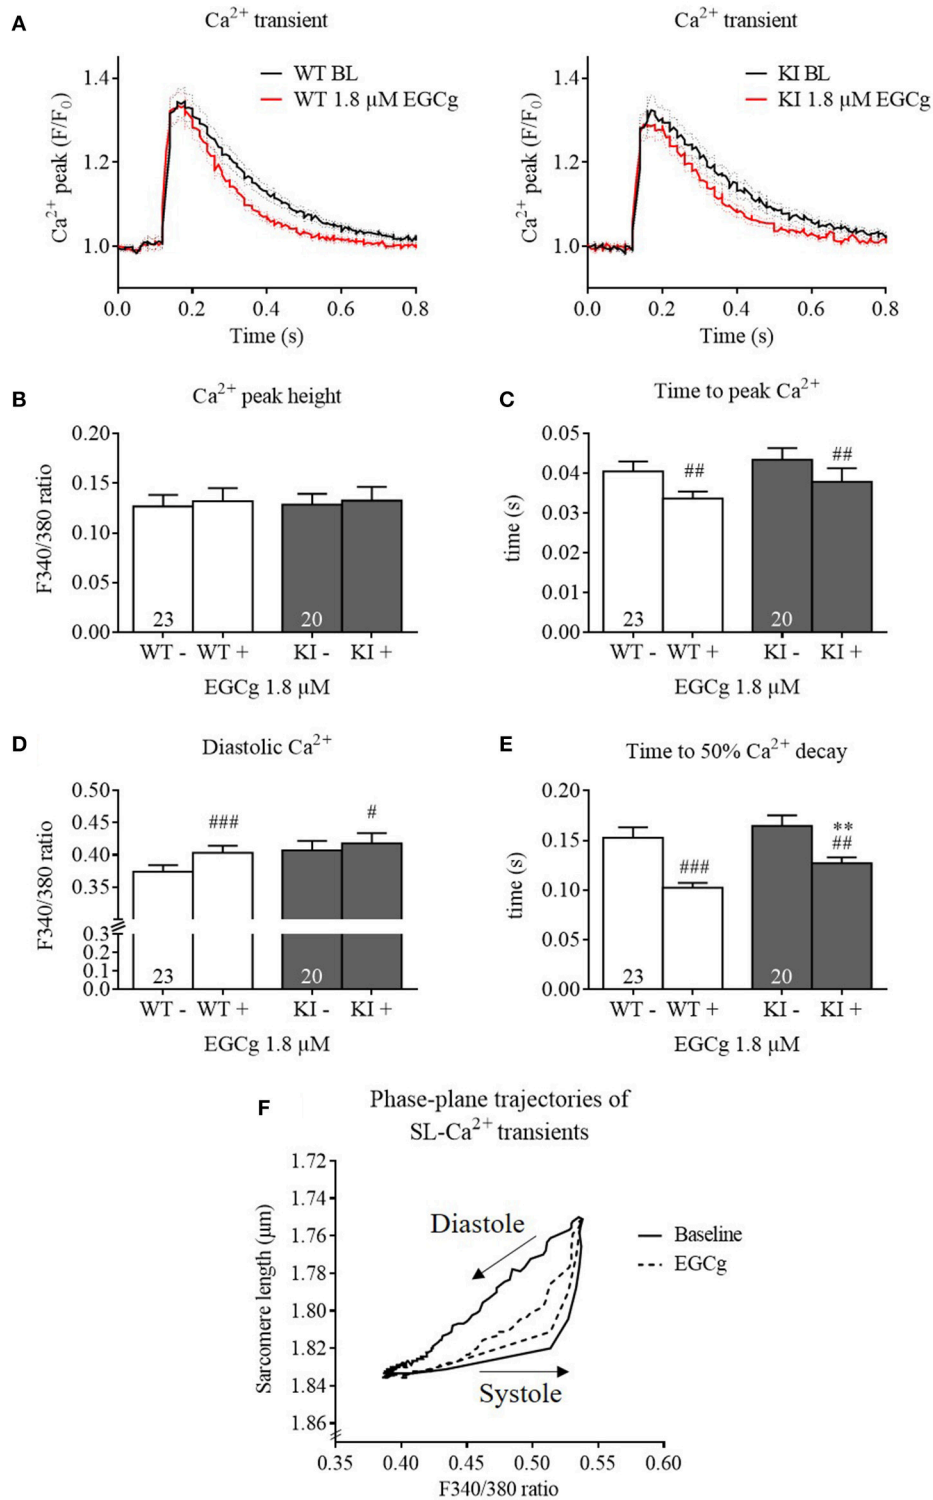 A
Ca²⁺ transient
WT BL
WT 1.8 µM EGCg
Ca²⁺ peak (F/F₀)
1.4
1.2
1.0
0.0 0.2 0.4 0.6 0.8
Time (s)
Ca²⁺ transient
KI BL
KI 1.8 µM EGCg
Ca²⁺ peak (F/F₀)
1.4
1.2
1.0
0.0 0.2 0.4 0.6 0.8
Time (s)
B
Ca²⁺ peak height
F340/380 ratio
0.20
0.15
0.10
0.05
0.00
23
20
WT - WT + KI - KI +
EGCg 1.8 µM
C
Time to peak Ca²⁺
time (s)
0.05
0.04
0.03
0.02
0.01
0.00
##
##
23
20
WT - WT + KI - KI +
EGCg 1.8 µM
D
Diastolic Ca²⁺
F340/380 ratio
0.50
0.45
0.40
0.35
0.3
0.2
0.1
0.0
###
#
23
20
WT - WT + KI - KI +
EGCg 1.8 µM
E
Time to 50% Ca²⁺ decay
time (s)
0.20
0.15
0.10
0.05
0.00
###
**
##
23
20
WT - WT + KI - KI +
EGCg 1.8 µM
F
Phase-plane trajectories of
SL-Ca²⁺ transients
Sarcomere length (µm)
1.72
1.74
1.76
1.78
1.80
1.82
1.84
1.86
Diastole
Systole
Baseline
EGCg
0.35 0.40 0.45 0.50 0.55 0.60
F340/380 ratio